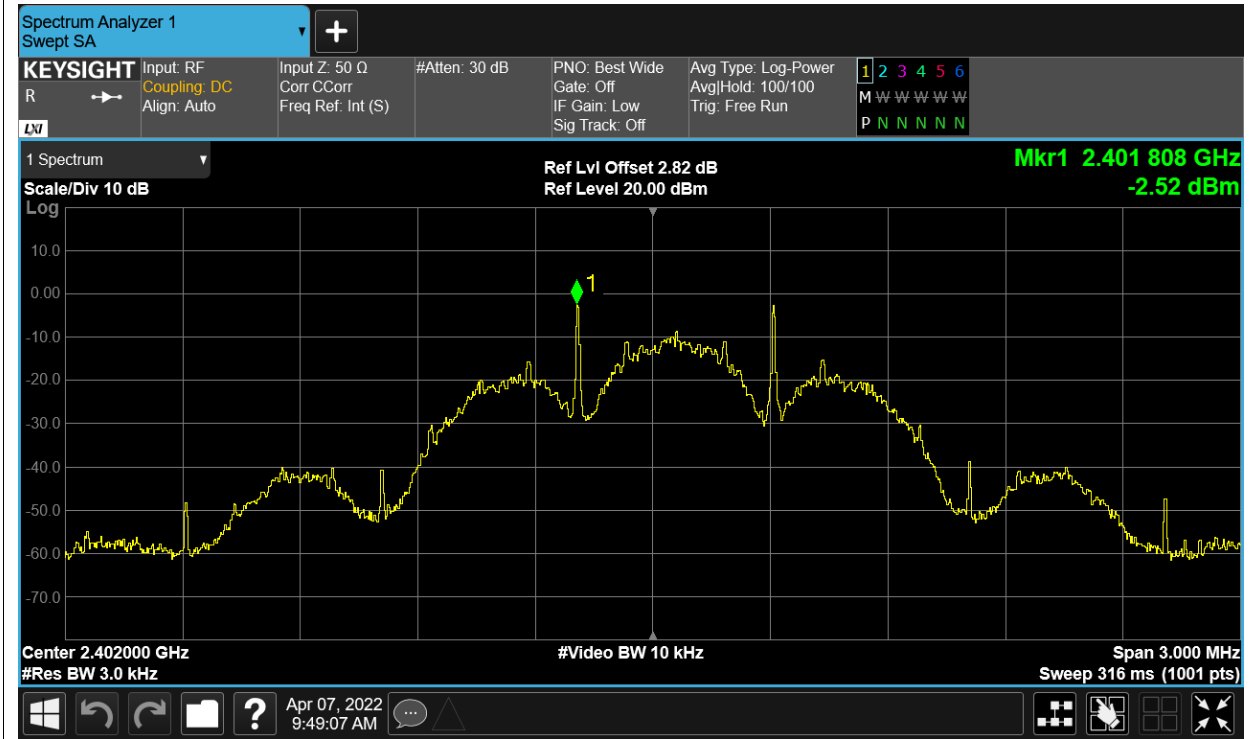 Spectrum Analyzer 1
Swept SA
+
KEYSIGHT
R
LXI
Input: RF
Coupling: DC
Align: Auto
Input Z: 50 Ω
Corr CCorr
Freq Ref: Int (S)
#Atten: 30 dB
PNO: Best Wide
Gate: Off
IF Gain: Low
Sig Track: Off
Avg Type: Log-Power
Avg|Hold: 100/100
Trig: Free Run
1 2 3 4 5 6
M W W W W W W
P N N N N N N
1 Spectrum
Scale/Div 10 dB
Log
Ref Lvl Offset 2.82 dB
Ref Level 20.00 dBm
Mkr1 2.401 808 GHz
-2.52 dBm
1
10.0
0.00
-10.0
-20.0
-30.0
-40.0
-50.0
-60.0
-70.0
Center 2.402000 GHz
#Video BW 10 kHz
Span 3.000 MHz
#Res BW 3.0 kHz
Sweep 316 ms (1001 pts)
?
Apr 07, 2022
9:49:07 AM